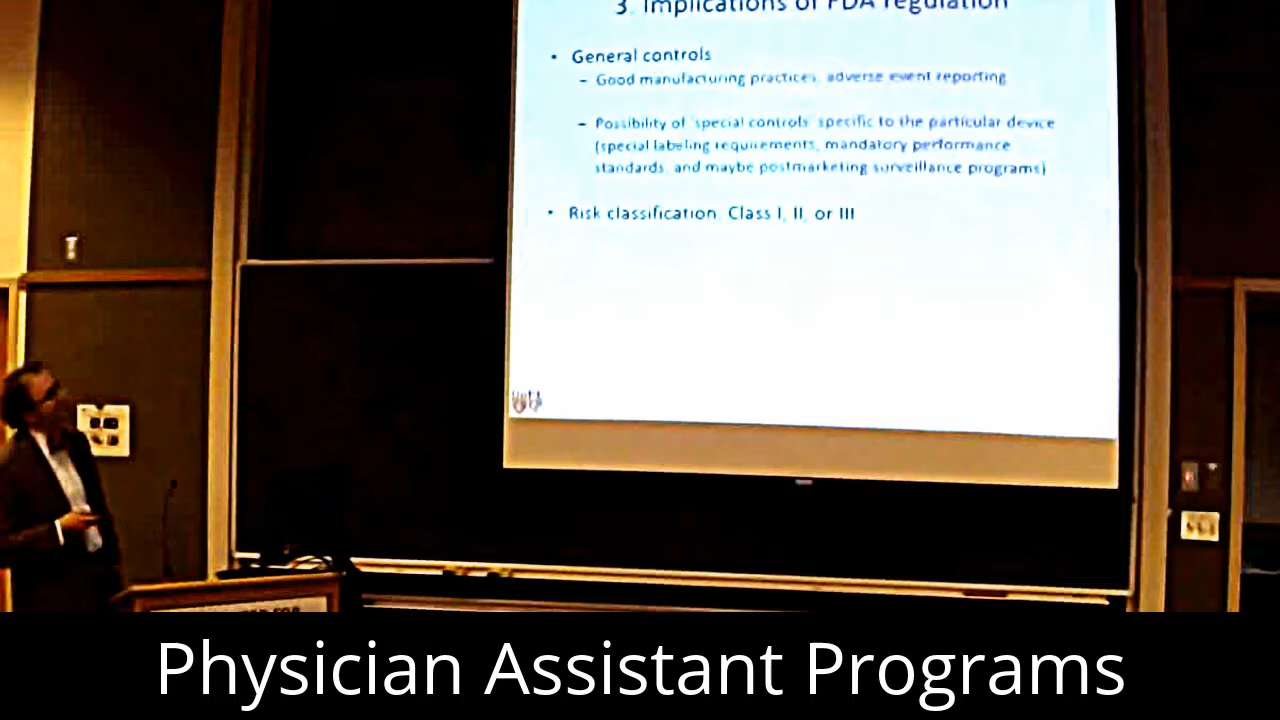 3. Implications of FDA regulation
• General controls
– Good manufacturing practices, adverse event reporting
– Possibility of 'special controls' specific to the particular device
(special labeling requirements, mandatory performance
standards, and maybe postmarketing surveillance programs)
• Risk classification: Class I, II, or III
Physician Assistant Programs